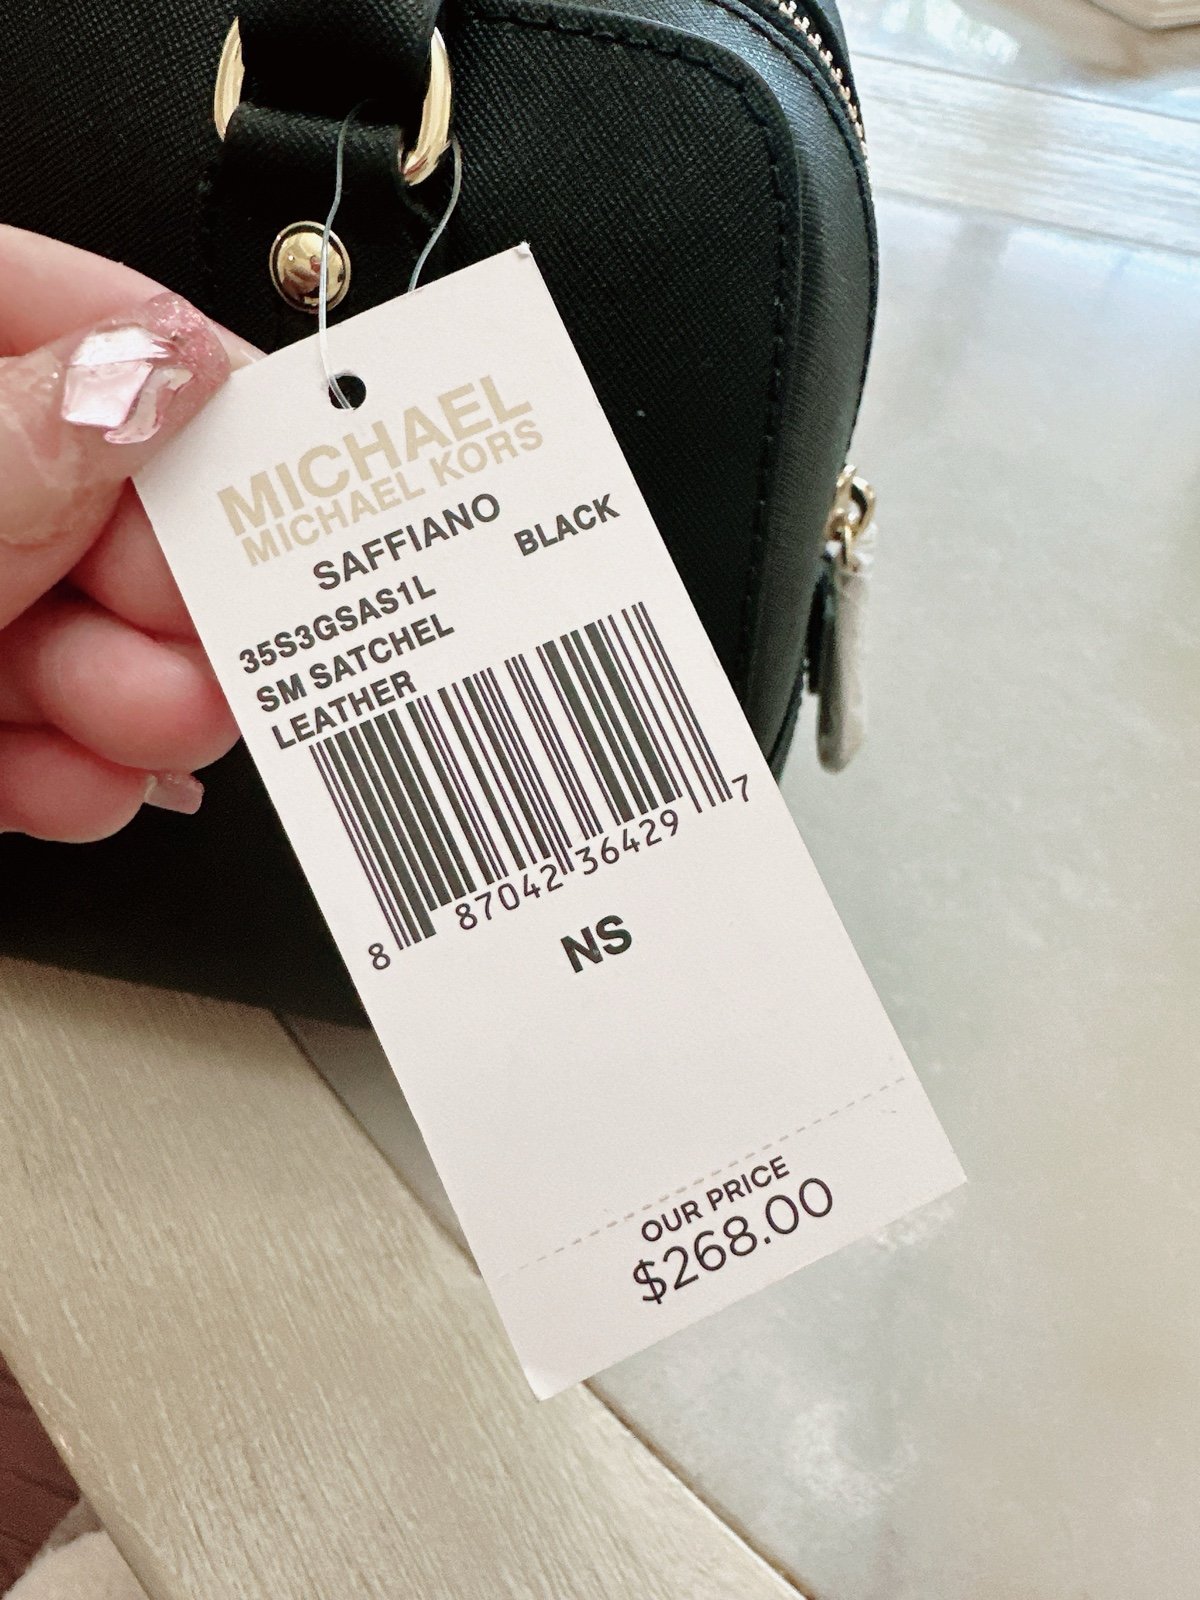 MICHAEL
MICHAEL KORS
SAFFIANO
BLACK
35S3GSAS1L
SM SATCHEL
LEATHER
8 87042 36429 7
NS
OUR PRICE
$268.00